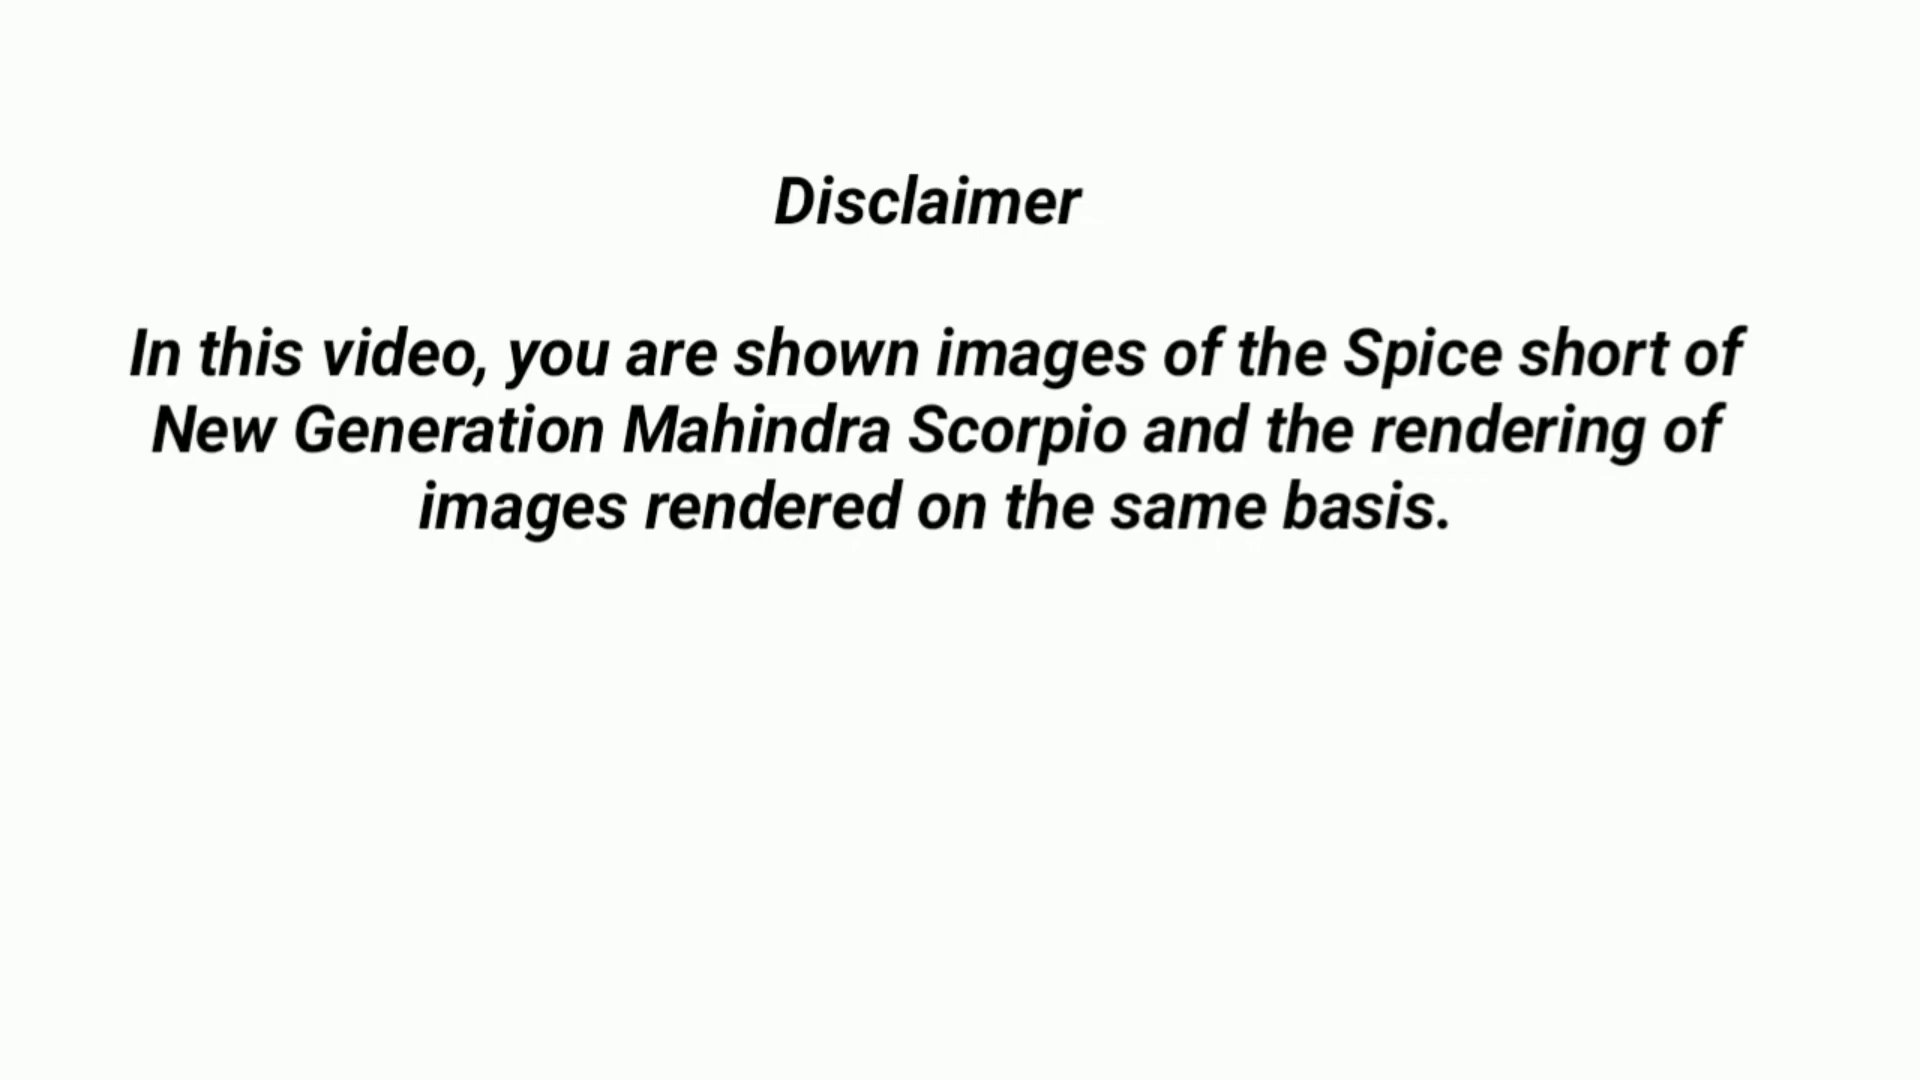 Disclaimer
In this video, you are shown images of the Spice short of
New Generation Mahindra Scorpio and the rendering of
images rendered on the same basis.